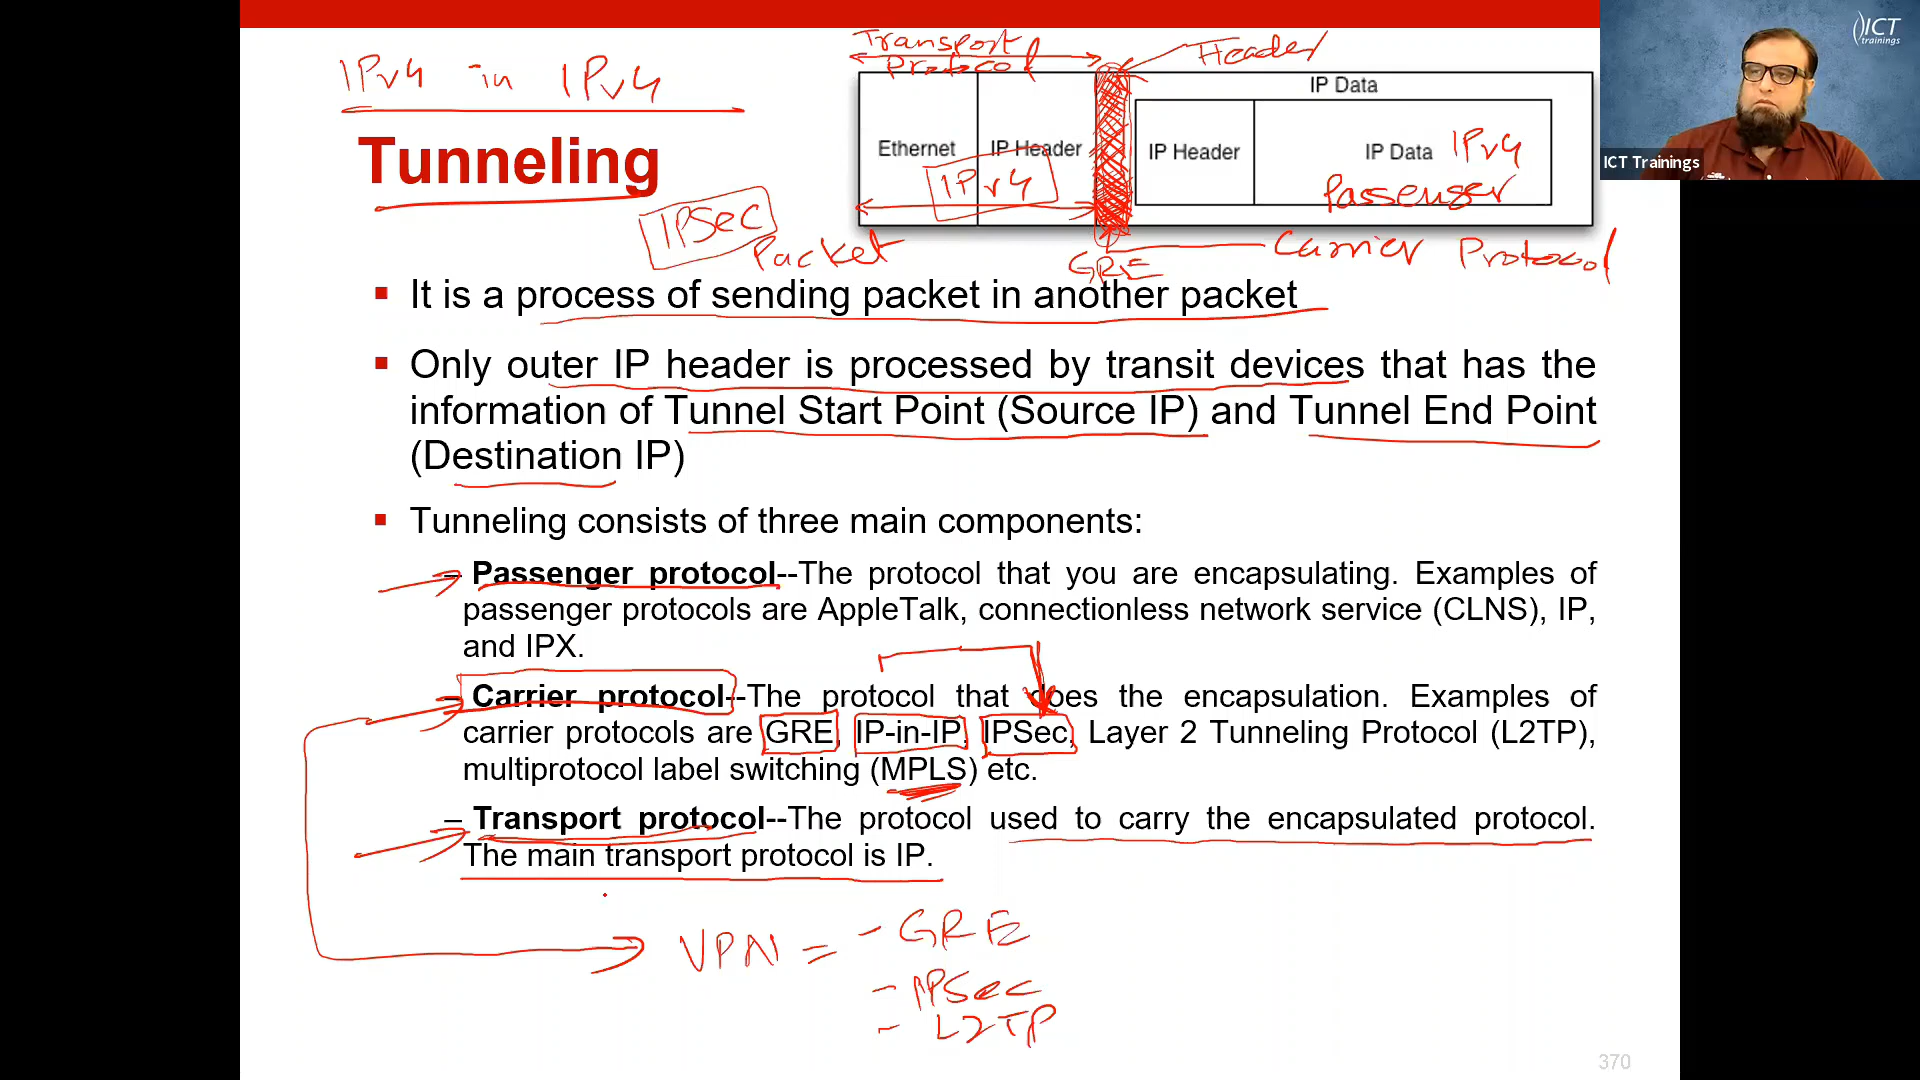 IPv4 in IPv4
Tunneling
Transport
Protocol
Header
IP Data
Ethernet
IP Header
IP Header
IP Data
IPv4
IPv4
Passenger
IPSec
Packet
GRE
Carrier Protocol
ICT
trainings
ICT Trainings
▪ It is a process of sending packet in another packet
▪ Only outer IP header is processed by transit devices that has the
information of Tunnel Start Point (Source IP) and Tunnel End Point
(Destination IP)
▪ Tunneling consists of three main components:
– Passenger protocol--The protocol that you are encapsulating. Examples of
passenger protocols are AppleTalk, connectionless network service (CLNS), IP,
and IPX.
– Carrier protocol--The protocol that does the encapsulation. Examples of
carrier protocols are GRE, IP-in-IP, IPSec, Layer 2 Tunneling Protocol (L2TP),
multiprotocol label switching (MPLS) etc.
– Transport protocol--The protocol used to carry the encapsulated protocol.
The main transport protocol is IP.
VPN = - GRE
- IPSec
- L2TP
370